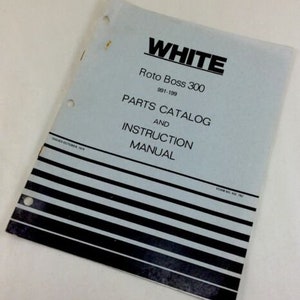 WHITE
Roto Boss 300
991-199
PARTS CATALOG
AND
INSTRUCTION
MANUAL